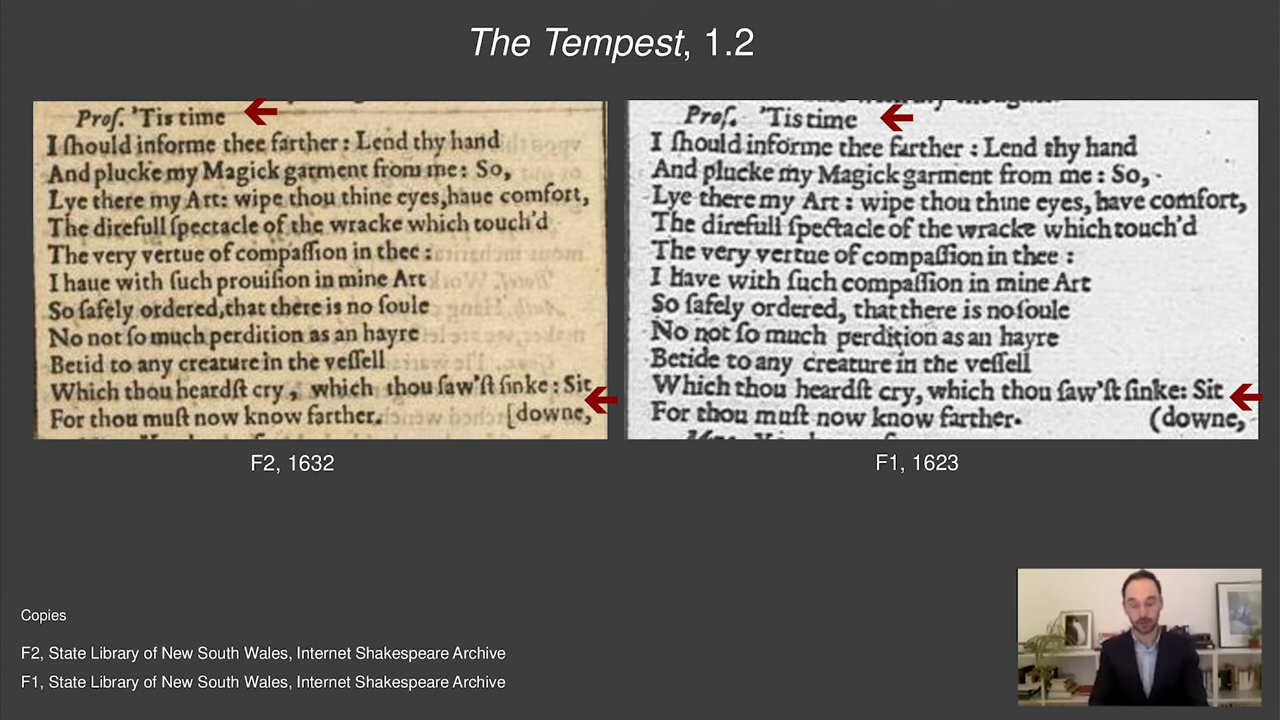 The Tempest, 1.2
Proſ. 'Tis time
I ſhould informe thee farther : Lend thy hand
And plucke my Magick garment from me : So,
Lye there my Art: wipe thou thine eyes,haue comfort,
The direfull ſpectacle of the wracke which touch'd
The very vertue of compaſſion in thee :
I haue with ſuch prouiſion in mine Art
So ſafely ordered,that there is no ſoule
No not ſo much perdition as an hayre
Betid to any creature in the veſſell
Which thou heardſt cry , which thou ſaw'ſt ſinke : Sit
For thou muſt now know farther. [downe,
F2, 1632
Proſ. 'Tis time
I ſhould informe thee farther : Lend thy hand
And plucke my Magick garment from me : So,
Lye there my Art : wipe thou thine eyes, have comfort,
The direfull ſpectacle of the wracke which touch'd
The very vertue of compaſſion in thee :
I have with ſuch compaſſion in mine Art
So ſafely ordered, that there is no ſoule
No not ſo much perdition as an hayre
Betide to any creature in the veſſell
Which thou heardſt cry, which thou ſaw'ſt ſinke: Sit
For thou muſt now know farther. (downe,
F1, 1623
Copies
F2, State Library of New South Wales, Internet Shakespeare Archive
F1, State Library of New South Wales, Internet Shakespeare Archive